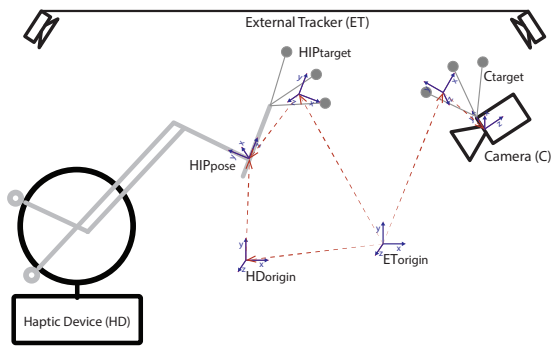 External Tracker (ET)
HIPtarget
Ctarget
Camera (C)
HIPpose
HDorigin
ETorigin
Haptic Device (HD)
x
y
z
x
y
z
x
y
z
x
y
z
x
y
z